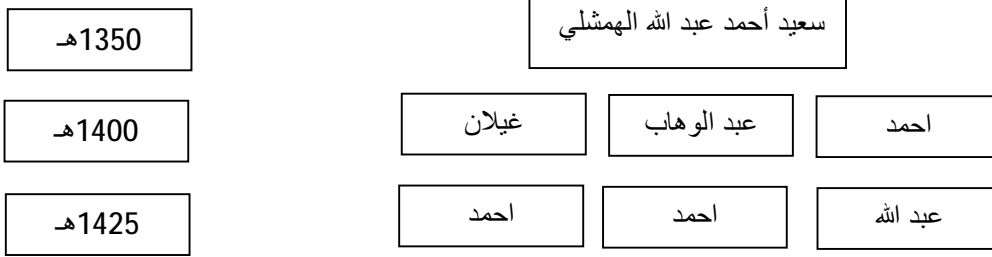 سعيد أحمد عبد الله الهمشلي
1350هـ
احمد
عبد الوهاب
غيلان
1400هـ
عبد الله
احمد
احمد
1425هـ